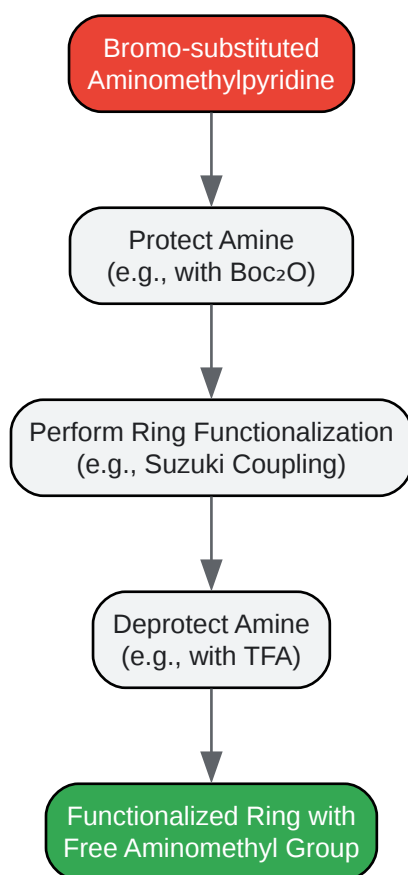 Bromo-substituted
Aminomethylpyridine
Protect Amine
(e.g., with Boc₂O)
Perform Ring Functionalization
(e.g., Suzuki Coupling)
Deprotect Amine
(e.g., with TFA)
Functionalized Ring with
Free Aminomethyl Group